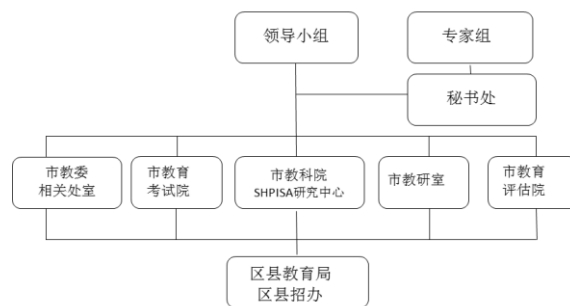 领导小组
专家组
秘书处
市教委
相关处室
市教育
考试院
市教科院
SHPISA研究中心
市教研室
市教育
评估院
区县教育局
区县招办